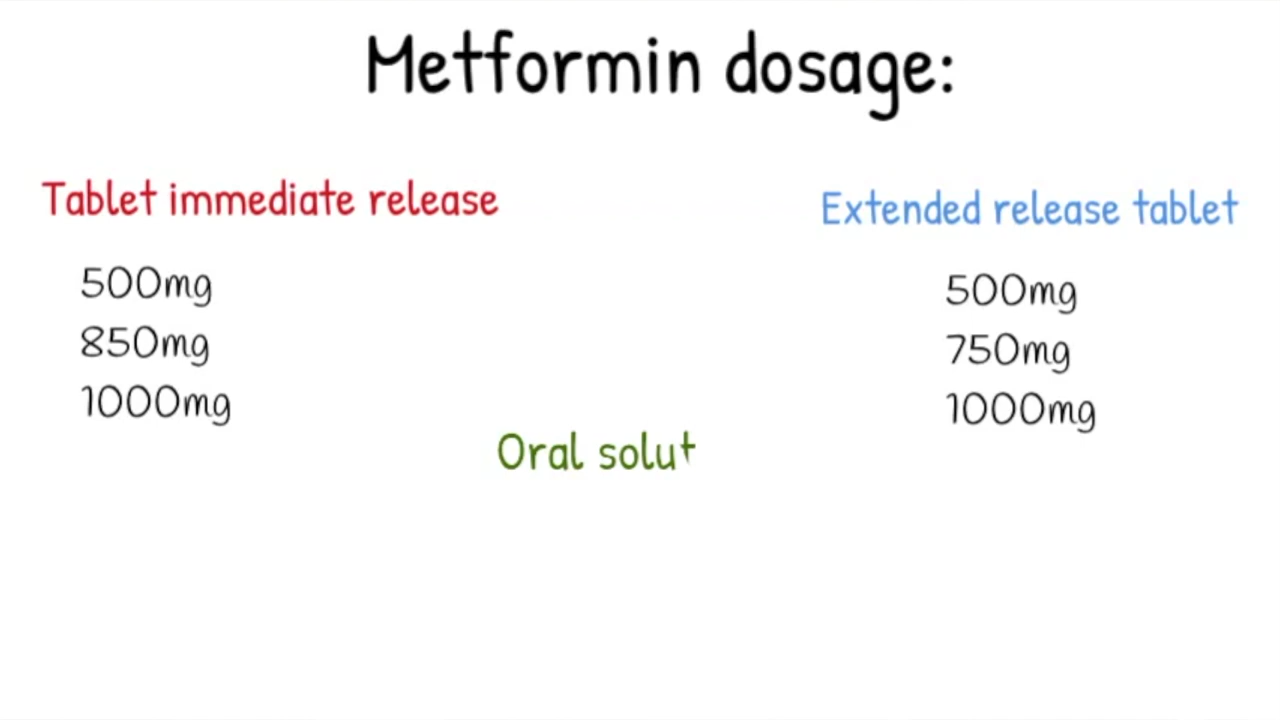 Metformin dosage:
Tablet immediate release
500mg
850mg
1000mg
Extended release tablet
500mg
750mg
1000mg
Oral solut